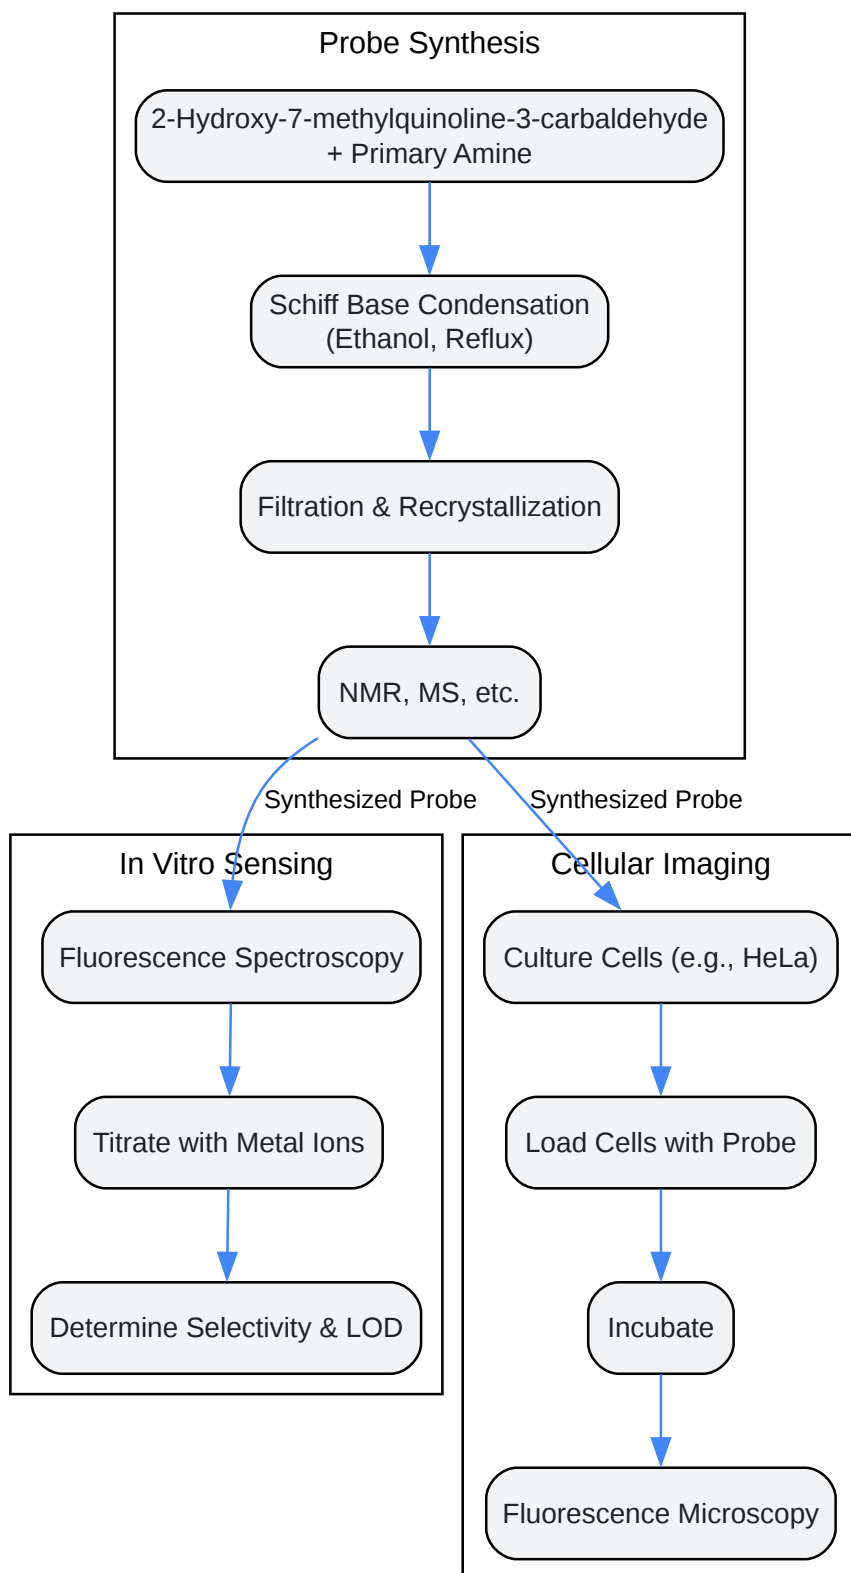 Probe Synthesis
2-Hydroxy-7-methylquinoline-3-carbaldehyde
+ Primary Amine
Schiff Base Condensation
(Ethanol, Reflux)
Filtration & Recrystallization
NMR, MS, etc.
Synthesized Probe
Synthesized Probe
In Vitro Sensing
Fluorescence Spectroscopy
Titrate with Metal Ions
Determine Selectivity & LOD
Cellular Imaging
Culture Cells (e.g., HeLa)
Load Cells with Probe
Incubate
Fluorescence Microscopy